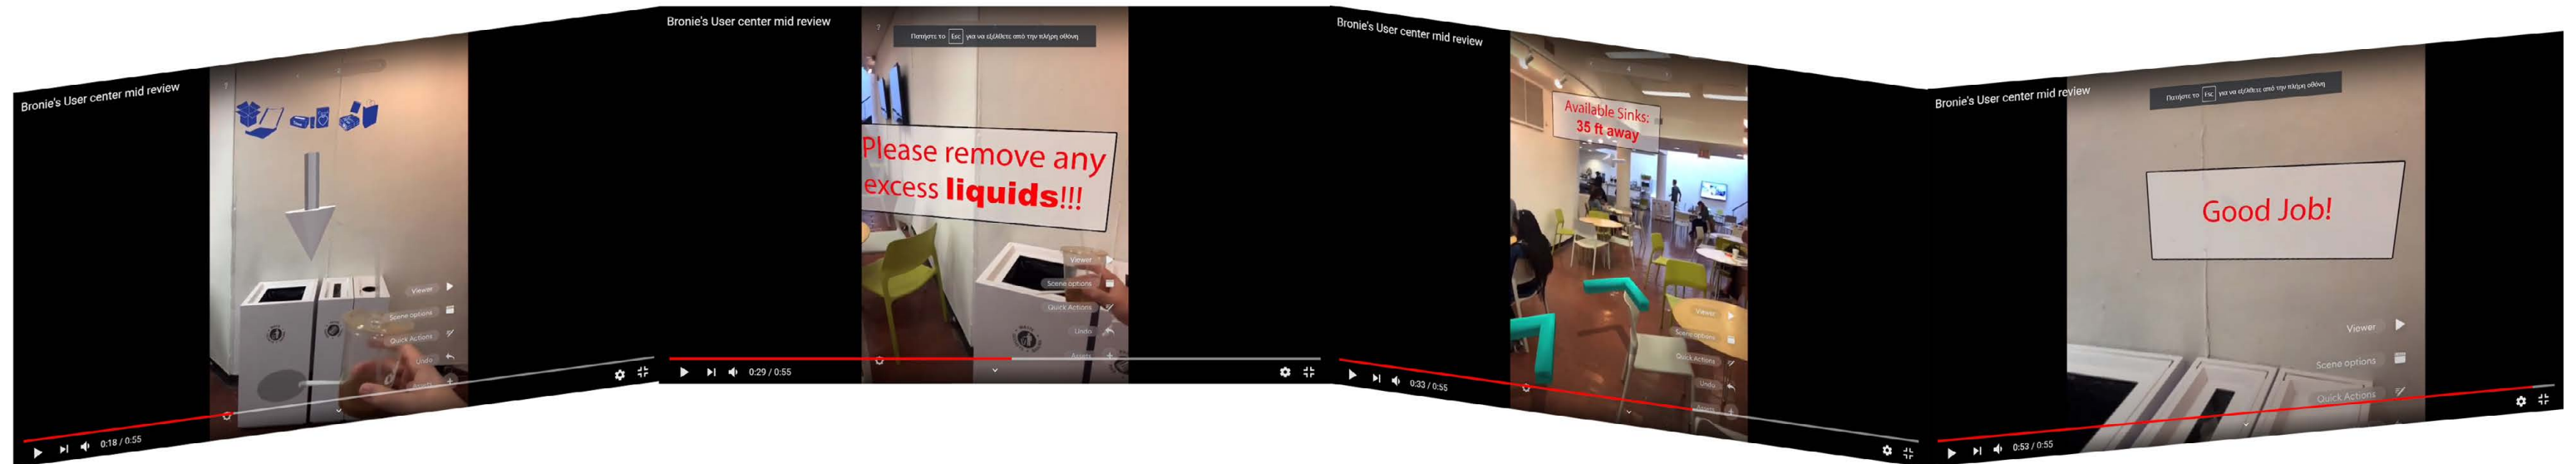 Bronie's User center mid review
Viewer
Scene options
Quick Actions
Undo
0:18 / 0:55
Bronie's User center mid review
Πατήστε το Esc για να εξέλθετε από την πλήρη οθόνη
Please remove any
excess liquids!!!
Viewer
Scene options
Quick Actions
Undo
Assets
0:29 / 0:55
Bronie's User center mid review
Available Sinks:
35 ft away
Viewer
Scene options
Quick Actions
Undo
Assets
0:33 / 0:55
Bronie's User center mid review
Πατήστε το Esc για να εξέλθετε από την πλήρη οθόνη
Good Job!
Viewer
Scene options
Quick Actions
0:53 / 0:55